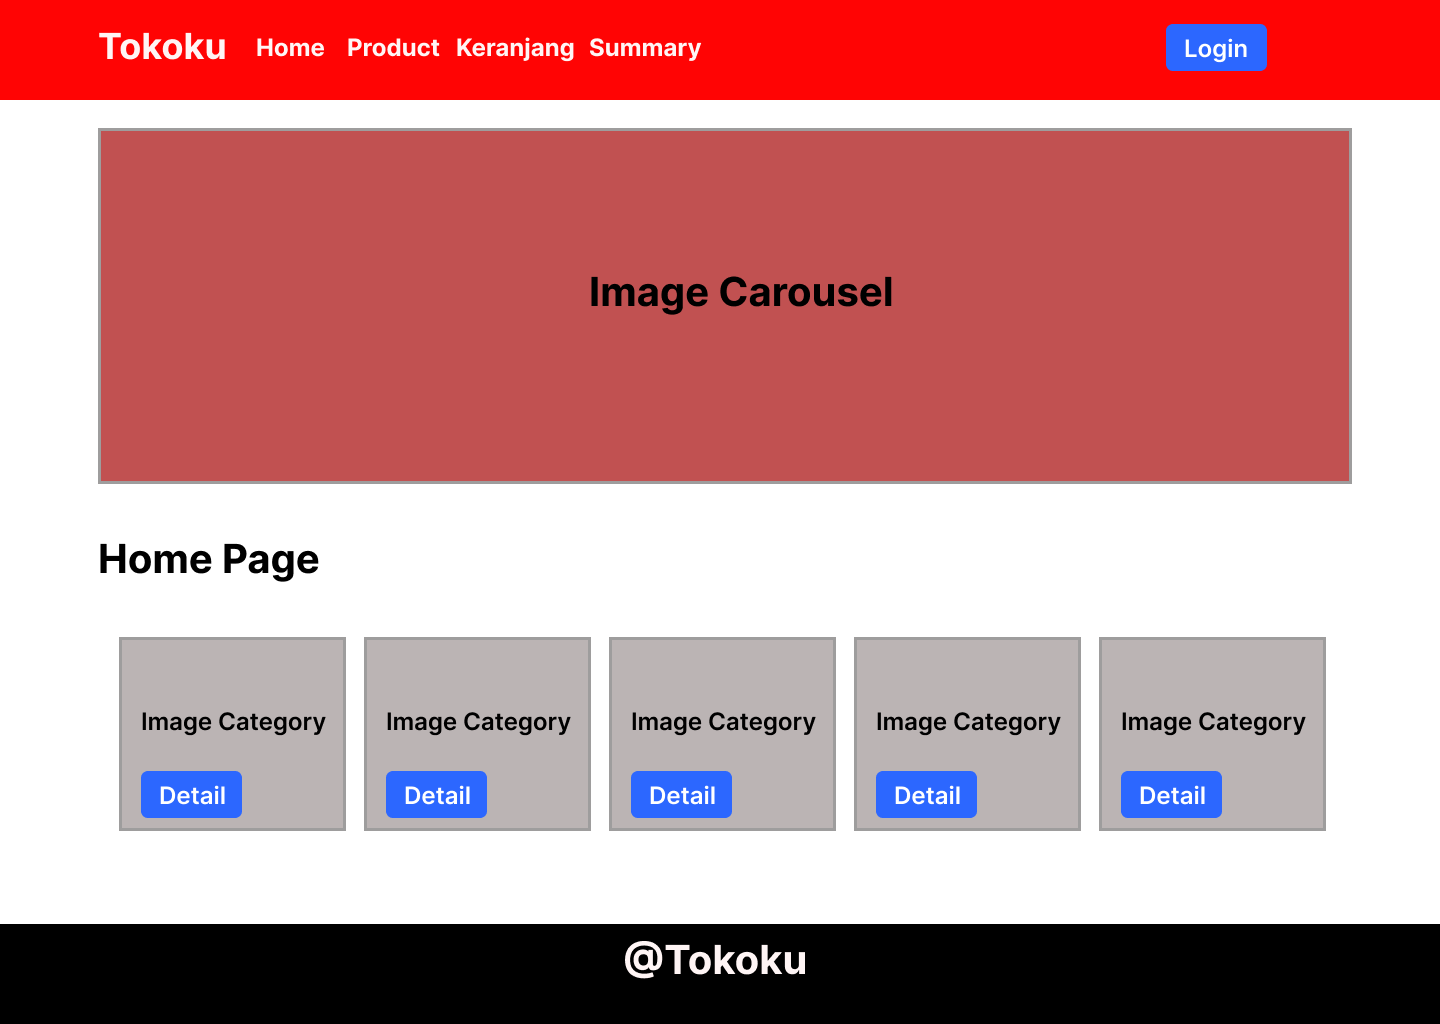 Tokoku Home Product Keranjang Summary Login
Image Carousel
Home Page
Image Category Image Category Image Category Image Category Image Category
Detail Detail Detail Detail Detail
@Tokoku